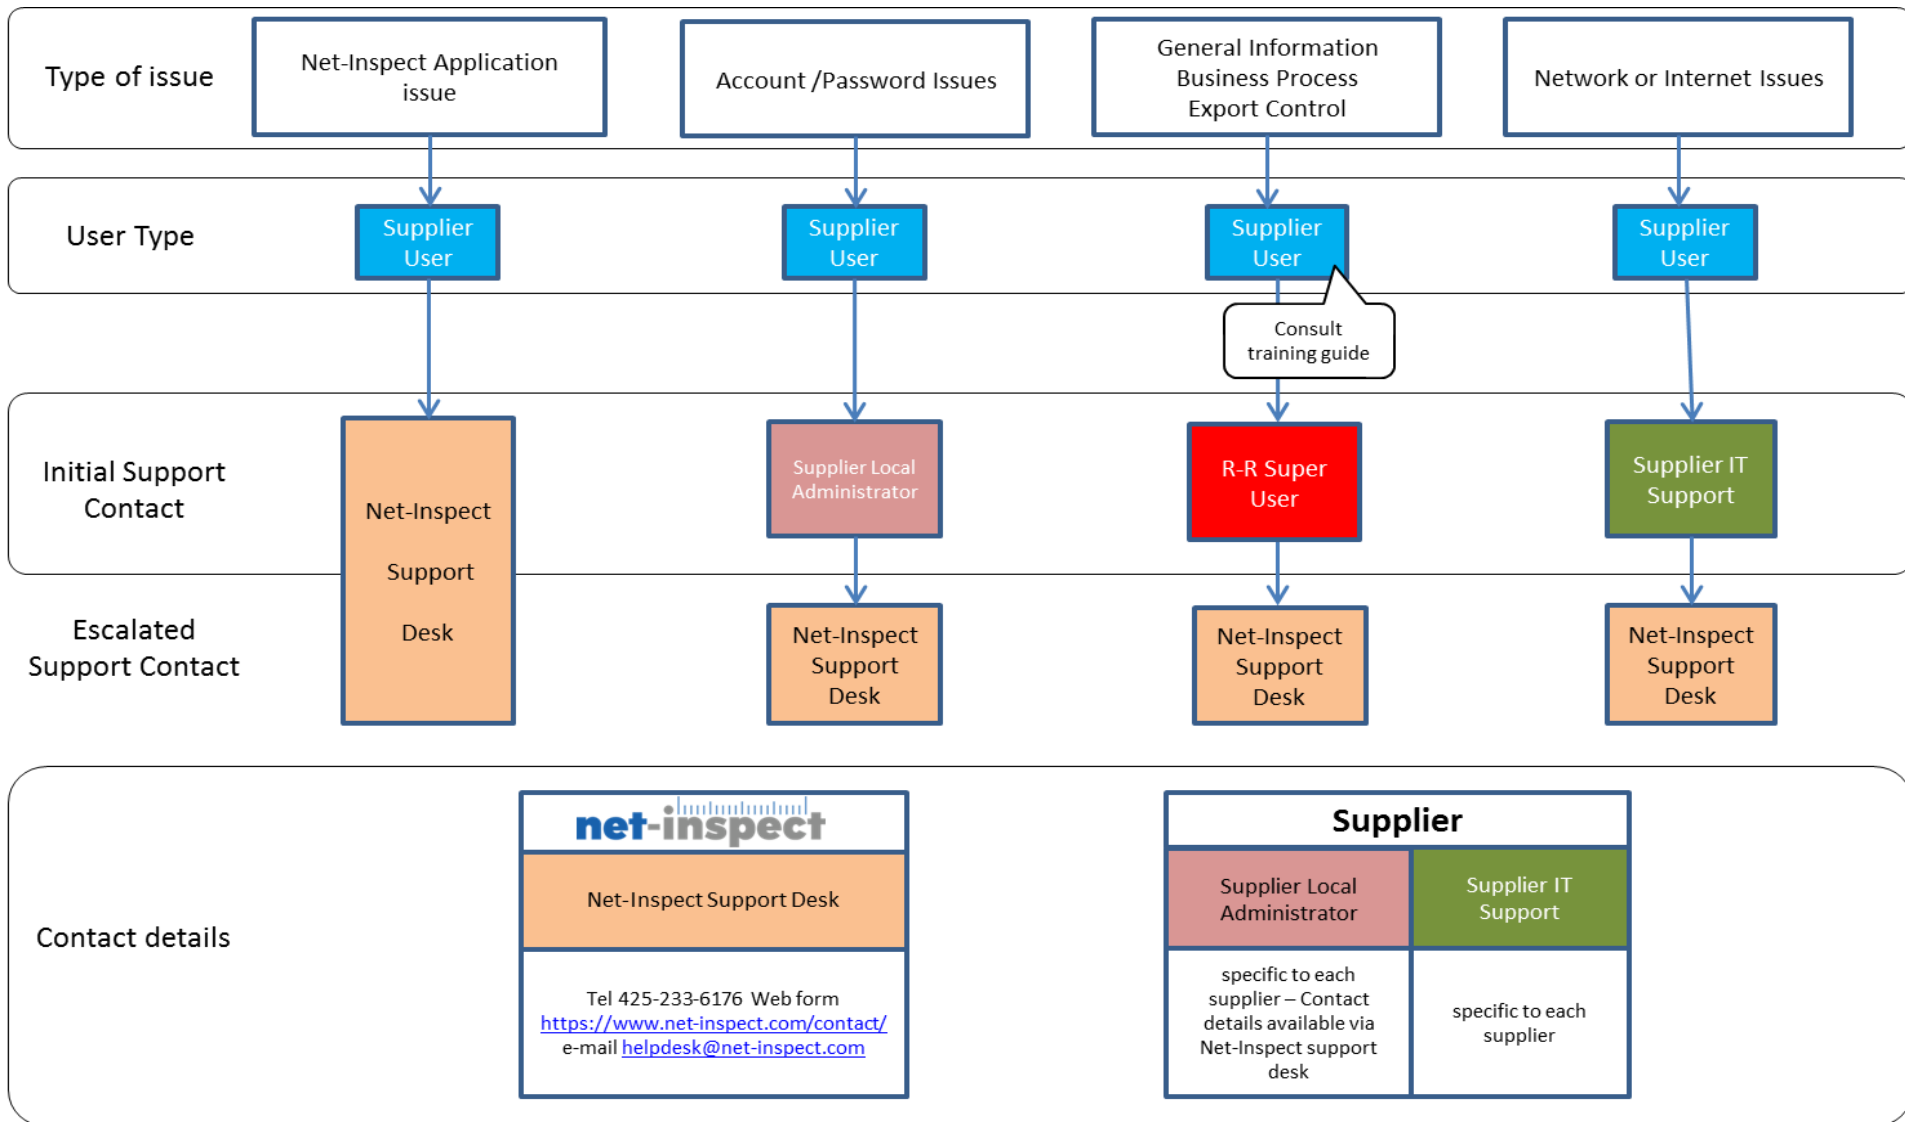 Type of issue
Net-Inspect Application
issue
Account /Password Issues
General Information
Business Process
Export Control
Network or Internet Issues
User Type
Supplier
User
Supplier
User
Supplier
User
Supplier
User
Consult
training guide
Initial Support
Contact
Net-Inspect
Support
Desk
Supplier Local
Administrator
R-R Super
User
Supplier IT
Support
Escalated
Support Contact
Net-Inspect
Support
Desk
Net-Inspect
Support
Desk
Net-Inspect
Support
Desk
Contact details
net-inspect
Net-Inspect Support Desk
Tel 425-233-6176  Web form
https://www.net-inspect.com/contact/
e-mail helpdesk@net-inspect.com
Supplier
Supplier Local
Administrator
Supplier IT
Support
specific to each
supplier – Contact
details available via
Net-Inspect support
desk
specific to each
supplier